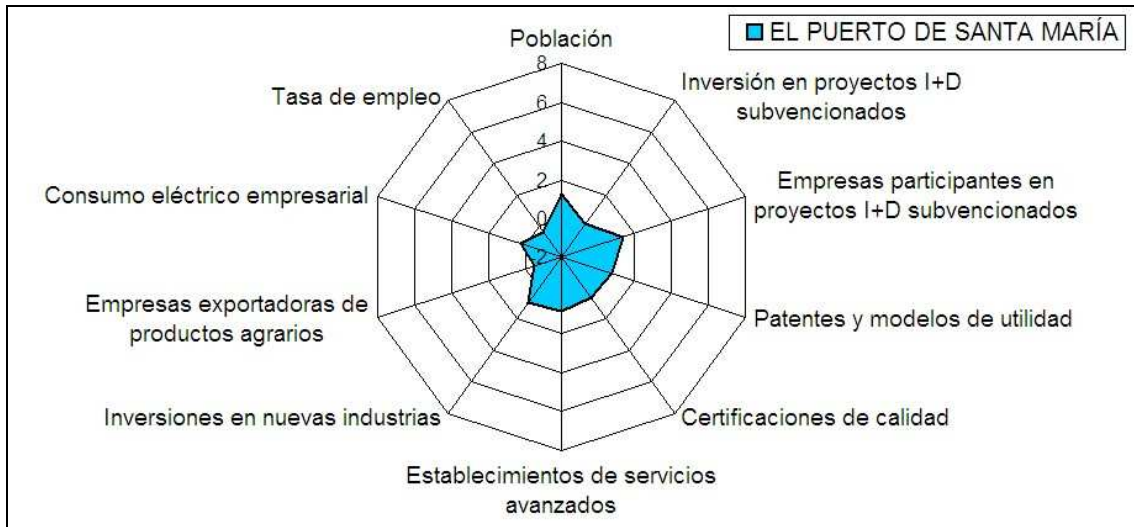 EL PUERTO DE SANTA MARÍA
Población
8
6
4
2
0
-2
Inversión en proyectos I+D
subvencionados
Empresas participantes en
proyectos I+D subvencionados
Patentes y modelos de utilidad
Certificaciones de calidad
Establecimientos de servicios
avanzados
Inversiones en nuevas industrias
Empresas exportadoras de
productos agrarios
Consumo eléctrico empresarial
Tasa de empleo